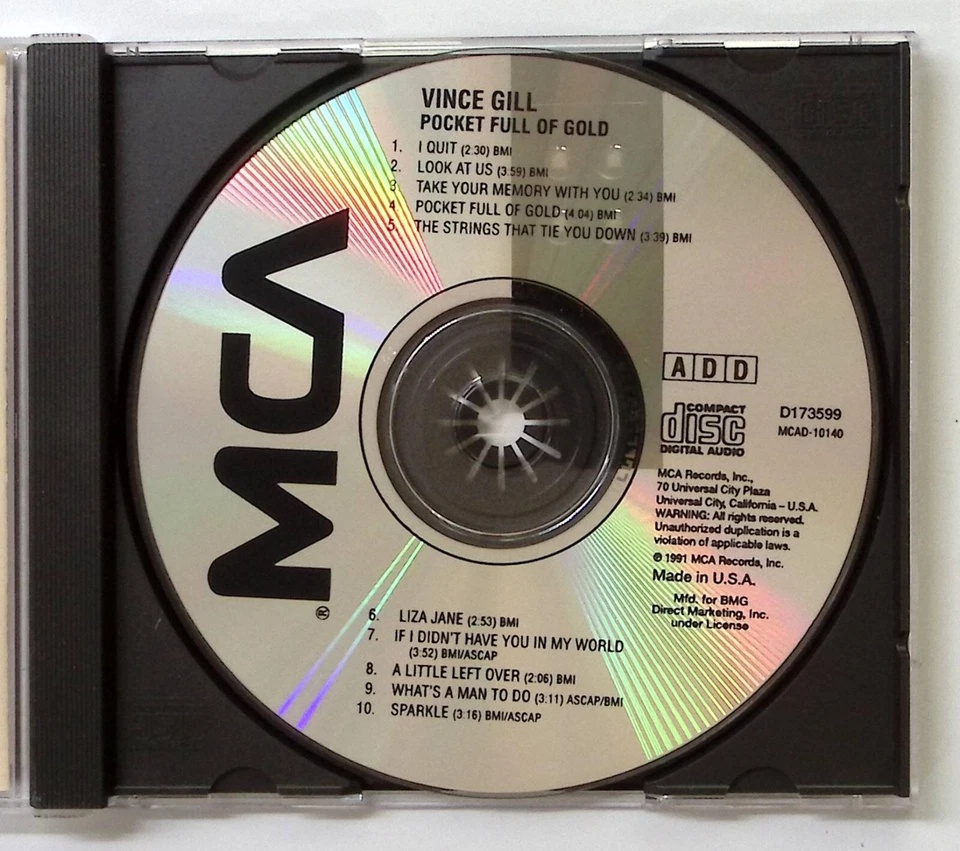 VINCE GILL
POCKET FULL OF GOLD
1. I QUIT (2:30) BMI
2. LOOK AT US (3:59) BMI
3. TAKE YOUR MEMORY WITH YOU (2:34) BMI
4. POCKET FULL OF GOLD (4:04) BMI
5. THE STRINGS THAT TIE YOU DOWN (3:39) BMI
MCA
ADD
COMPACT
disc
DIGITAL AUDIO
D173599
MCAD-10140
MCA Records, Inc.,
70 Universal City Plaza
Universal City, California – U.S.A.
WARNING: All rights reserved.
Unauthorized duplication is a
violation of applicable laws.
℗ 1991 MCA Records, Inc.
Made in U.S.A.
Mfd. for BMG
Direct Marketing, Inc.
under License
6. LIZA JANE (2:53) BMI
7. IF I DIDN'T HAVE YOU IN MY WORLD
(3:52) BMI/ASCAP
8. A LITTLE LEFT OVER (2:06) BMI
9. WHAT'S A MAN TO DO (3:11) ASCAP/BMI
10. SPARKLE (3:16) BMI/ASCAP